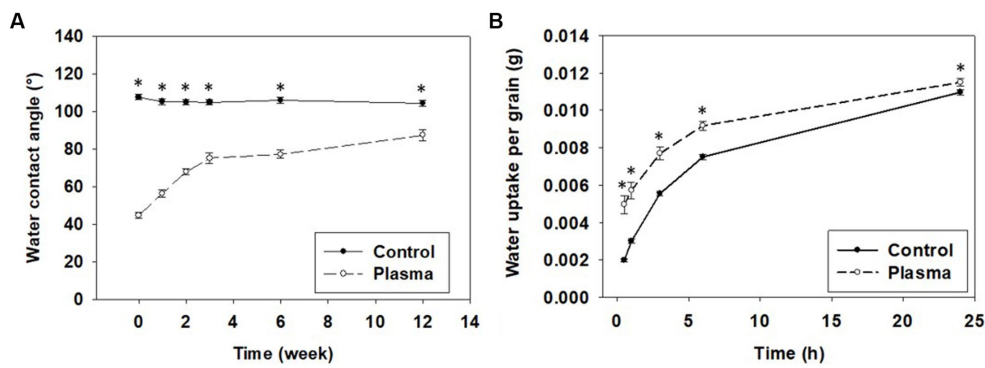 A
140
120
100
80
60
40
20
0
Water contact angle (°)
* * * * * *
Control
Plasma
0 2 4 6 8 10 12 14
Time (week)
B
0.014
0.012
0.010
0.008
0.006
0.004
0.002
0.000
Water uptake per grain (g)
* * * * *
Control
Plasma
0 5 10 15 20 25
Time (h)